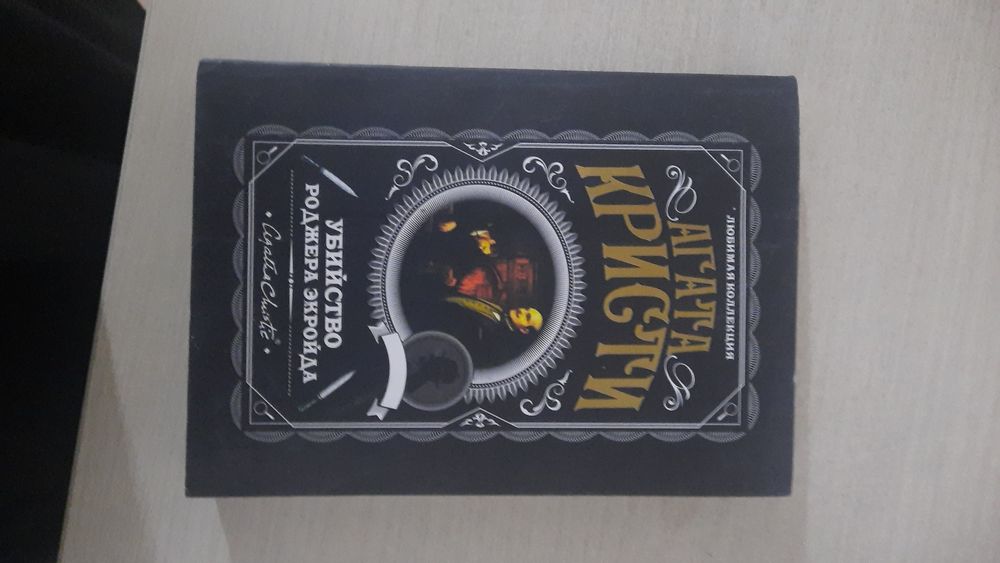 ЛЮБИМАЯ КОЛЛЕКЦИЯ
АГАТА
КРИСТИ
УБИЙСТВО
РОДЖЕРА ЭКРОЙДА
Agatha Christie®